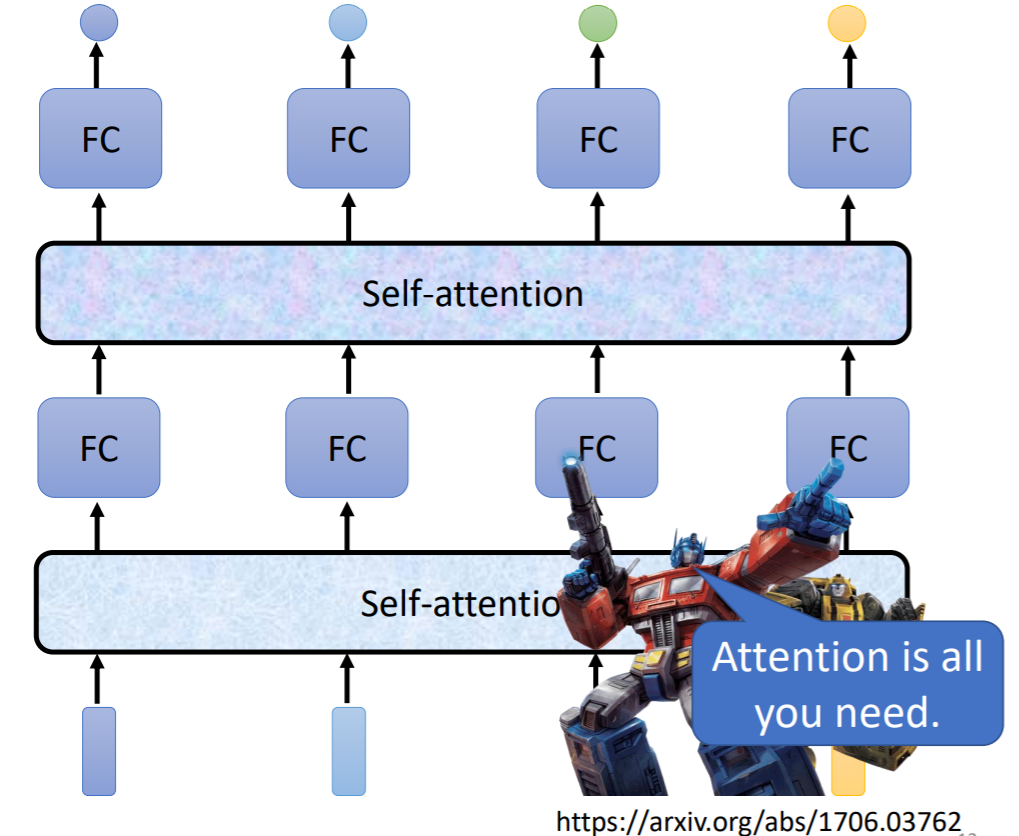 FC FC FC FC
Self-attention
FC FC FC FC
Self-attentio
Attention is all
you need.
https://arxiv.org/abs/1706.03762